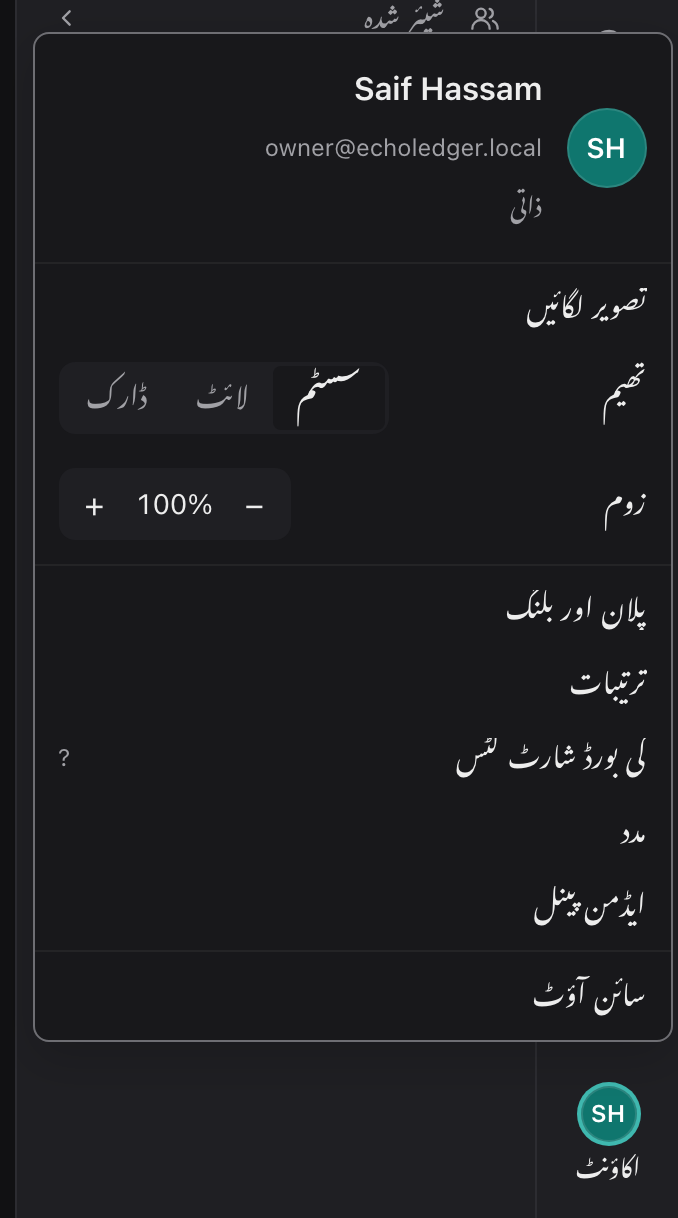 شیئر شدہ
Saif Hassam
SH
owner@echoledger.local
ذاتی
تصویر لگائیں
تھیم
سسٹم
لائٹ
ڈارک
زوم
− 100% +
پلان اور بلنگ
ترتیبات
کی بورڈ شارٹ کٹس
?
مدد
ایڈمن پینل
سائن آؤٹ
SH
اکاؤنٹ